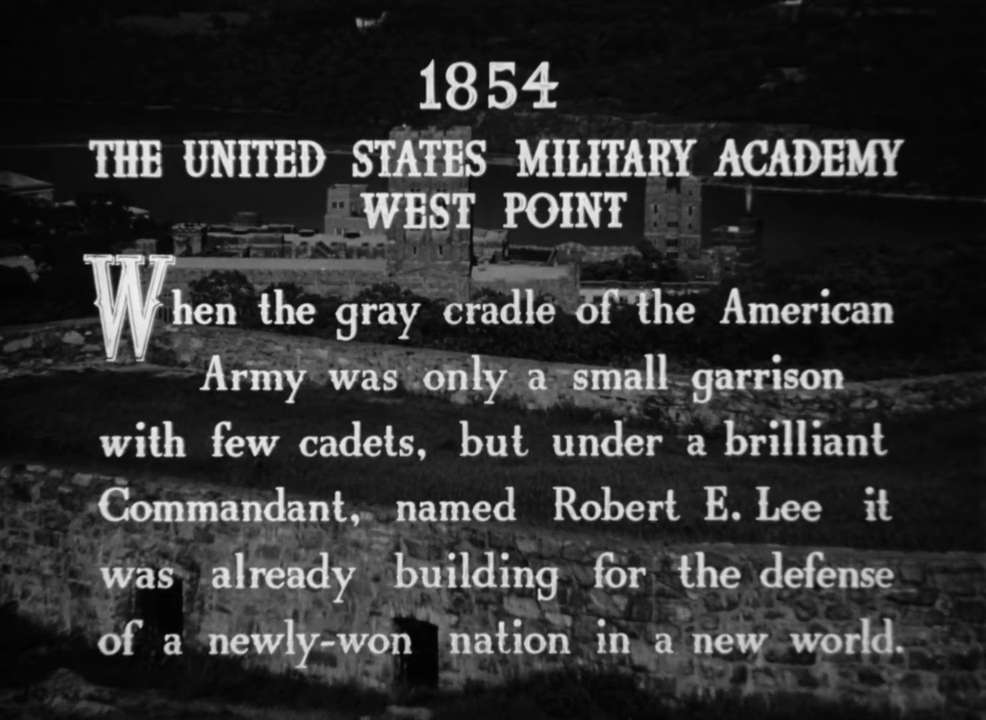 1854
THE UNITED STATES MILITARY ACADEMY
WEST POINT
When the gray cradle of the American
Army was only a small garrison
with few cadets, but under a brilliant
Commandant, named Robert E. Lee it
was already building for the defense
of a newly-won nation in a new world.